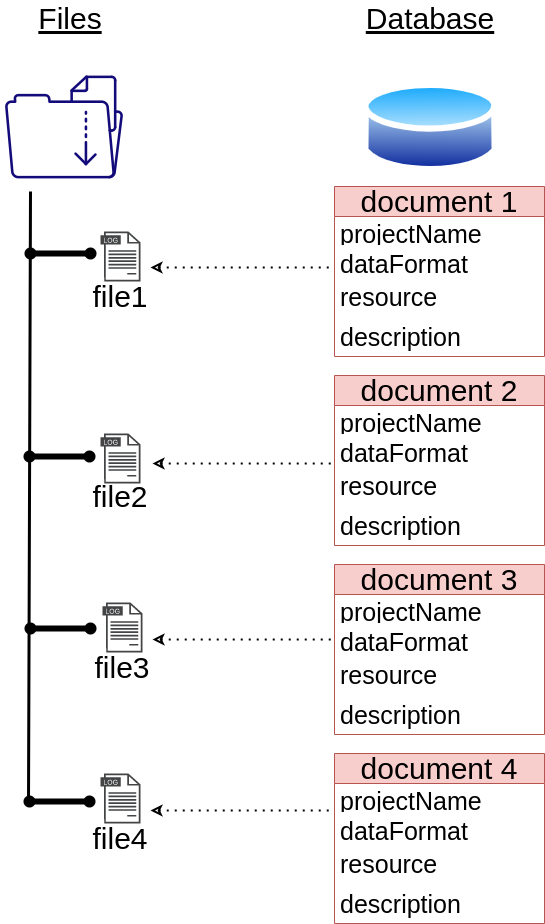 Files
Database
document 1
projectName
dataFormat
resource
description
LOG
file1
document 2
projectName
dataFormat
resource
description
LOG
file2
document 3
projectName
dataFormat
resource
description
LOG
file3
document 4
projectName
dataFormat
resource
description
LOG
file4